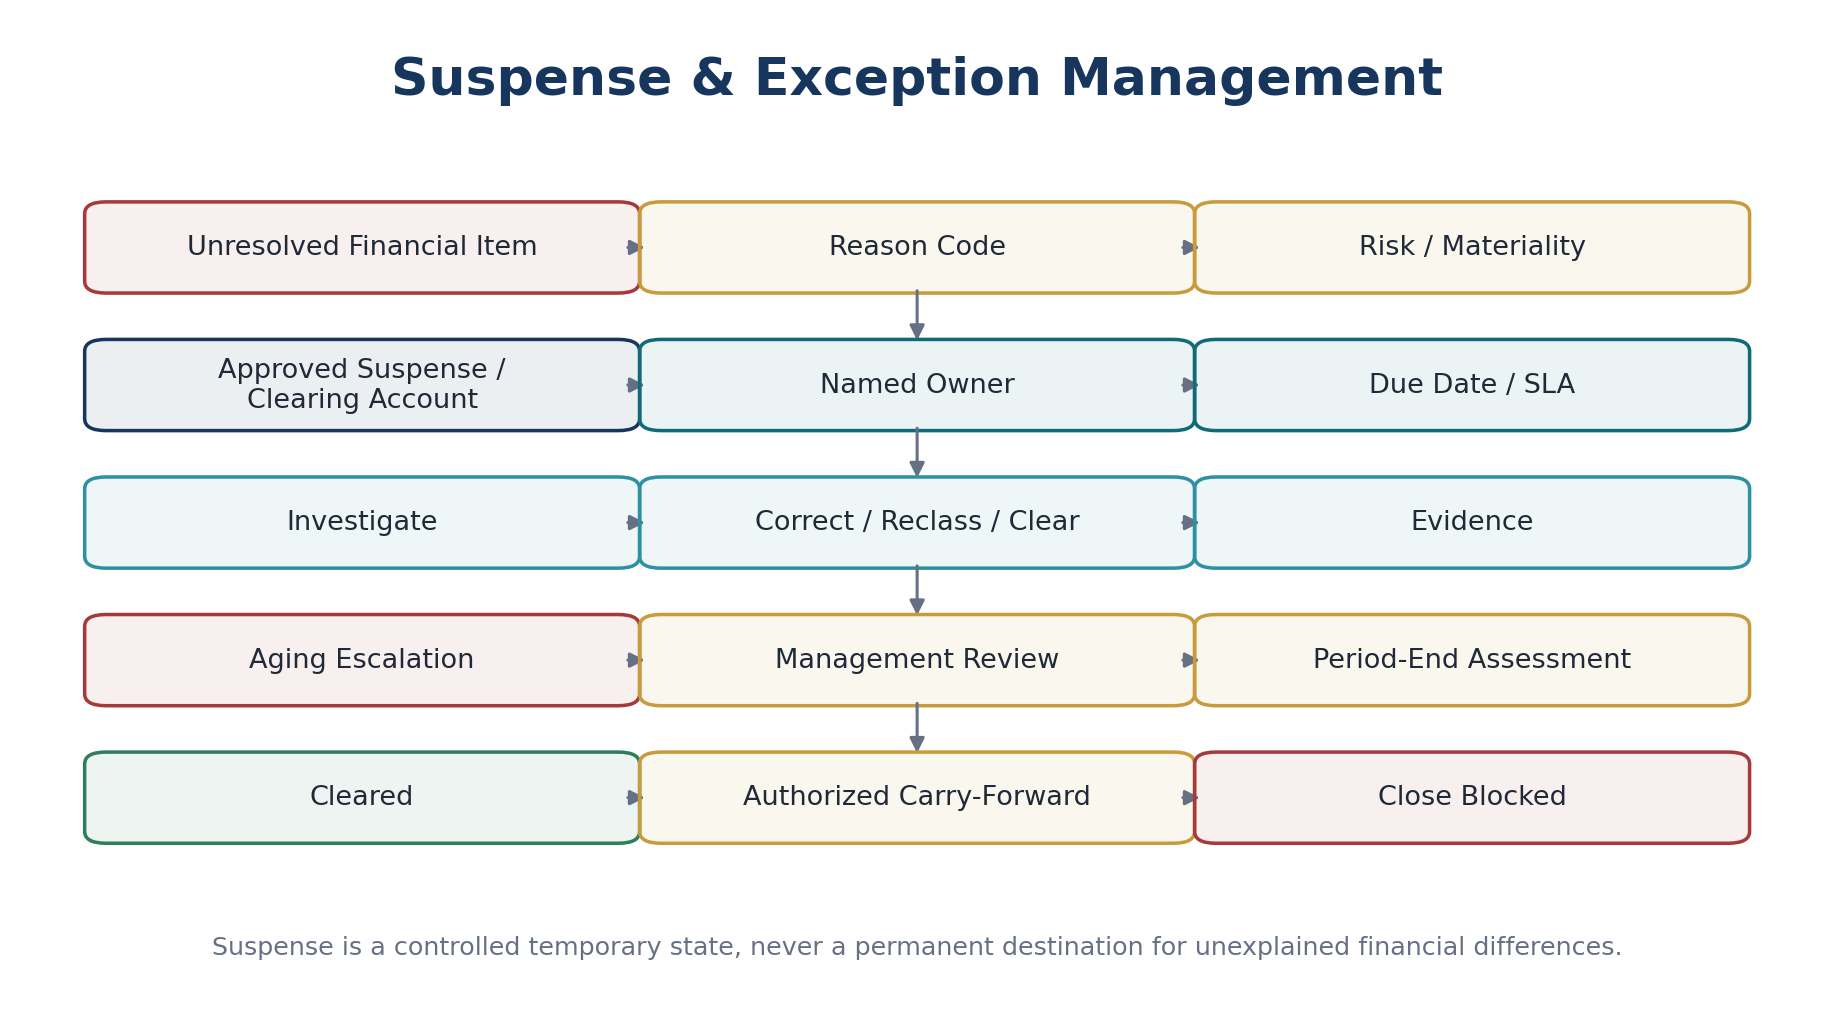 Suspense & Exception Management
Unresolved Financial Item
Reason Code
Risk / Materiality
Approved Suspense /
Clearing Account
Named Owner
Due Date / SLA
Investigate
Correct / Reclass / Clear
Evidence
Aging Escalation
Management Review
Period-End Assessment
Cleared
Authorized Carry-Forward
Close Blocked
Suspense is a controlled temporary state, never a permanent destination for unexplained financial differences.